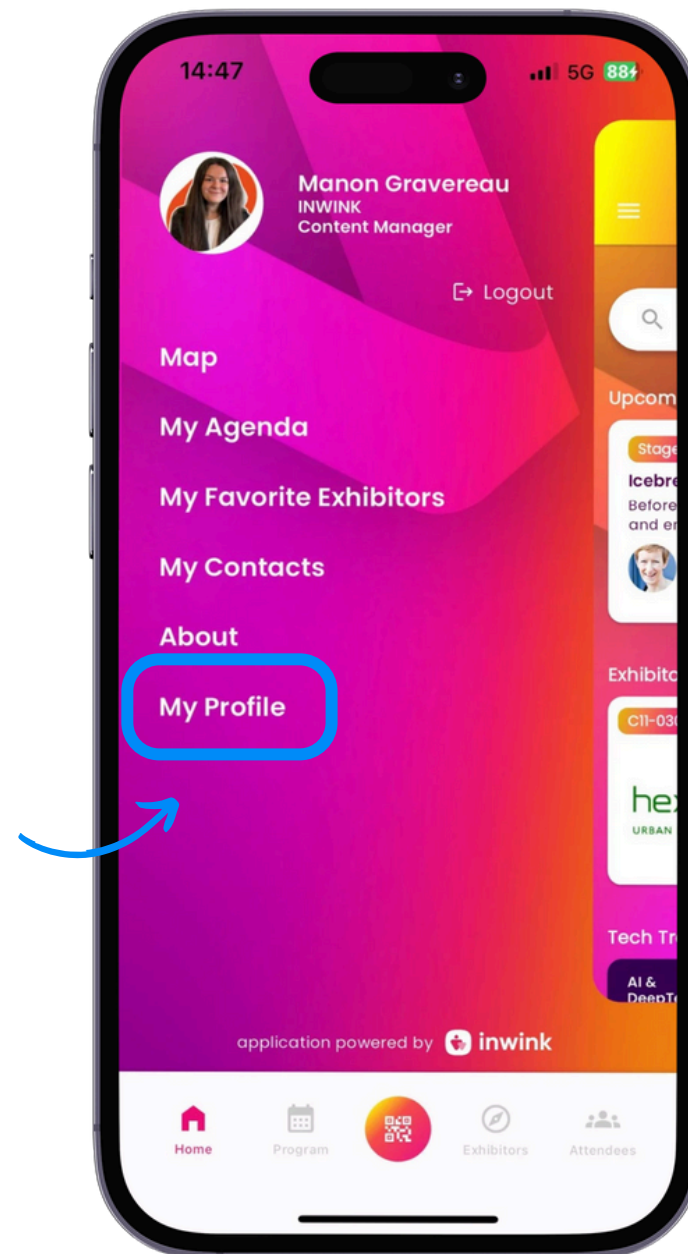 14:47
5G 88
Manon Gravereau
INWINK
Content Manager
Logout
Map
My Agenda
My Favorite Exhibitors
My Contacts
About
My Profile
Upcom
Stage
Icebre
Before
and er
Exhibito
C11-030
hex
URBAN
Tech Tr
AI &
DeepTe
application powered by inwink
Home
Program
Exhibitors
Attendees